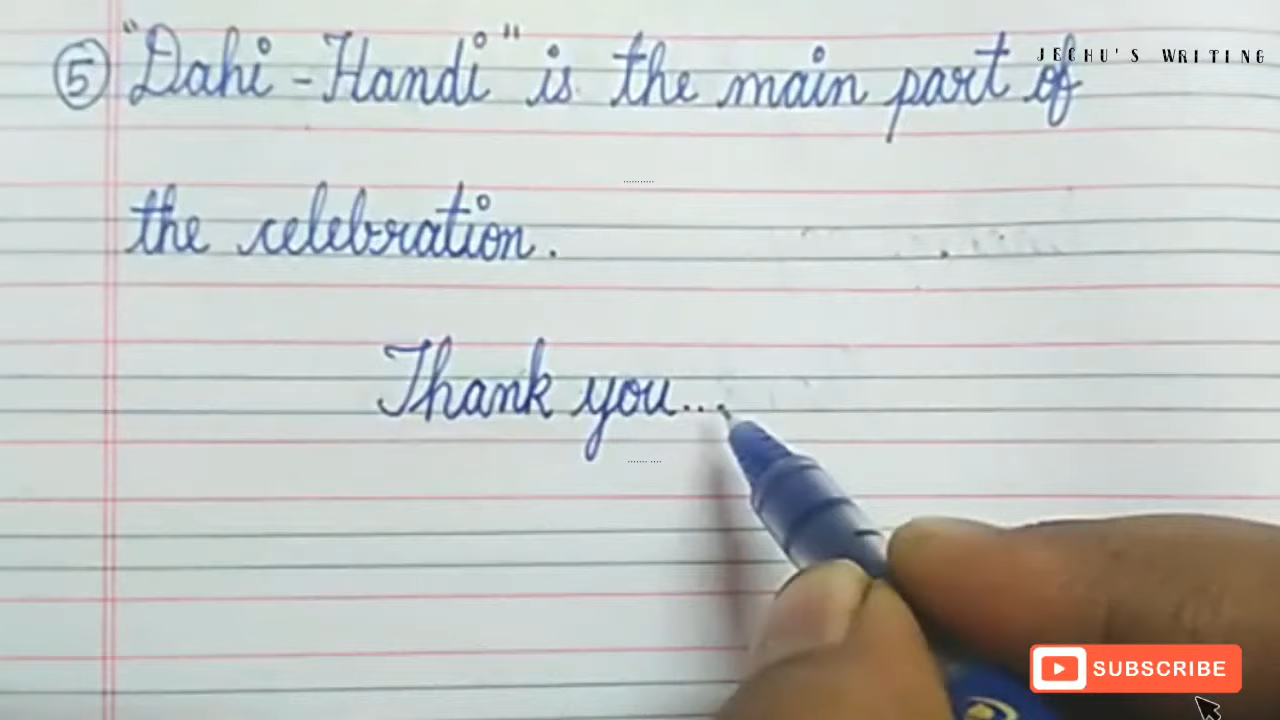 JECHU'S WRITING
⑤ "Dahi - Handi" is the main part of
the celebration.
Thank you...
SUBSCRIBE